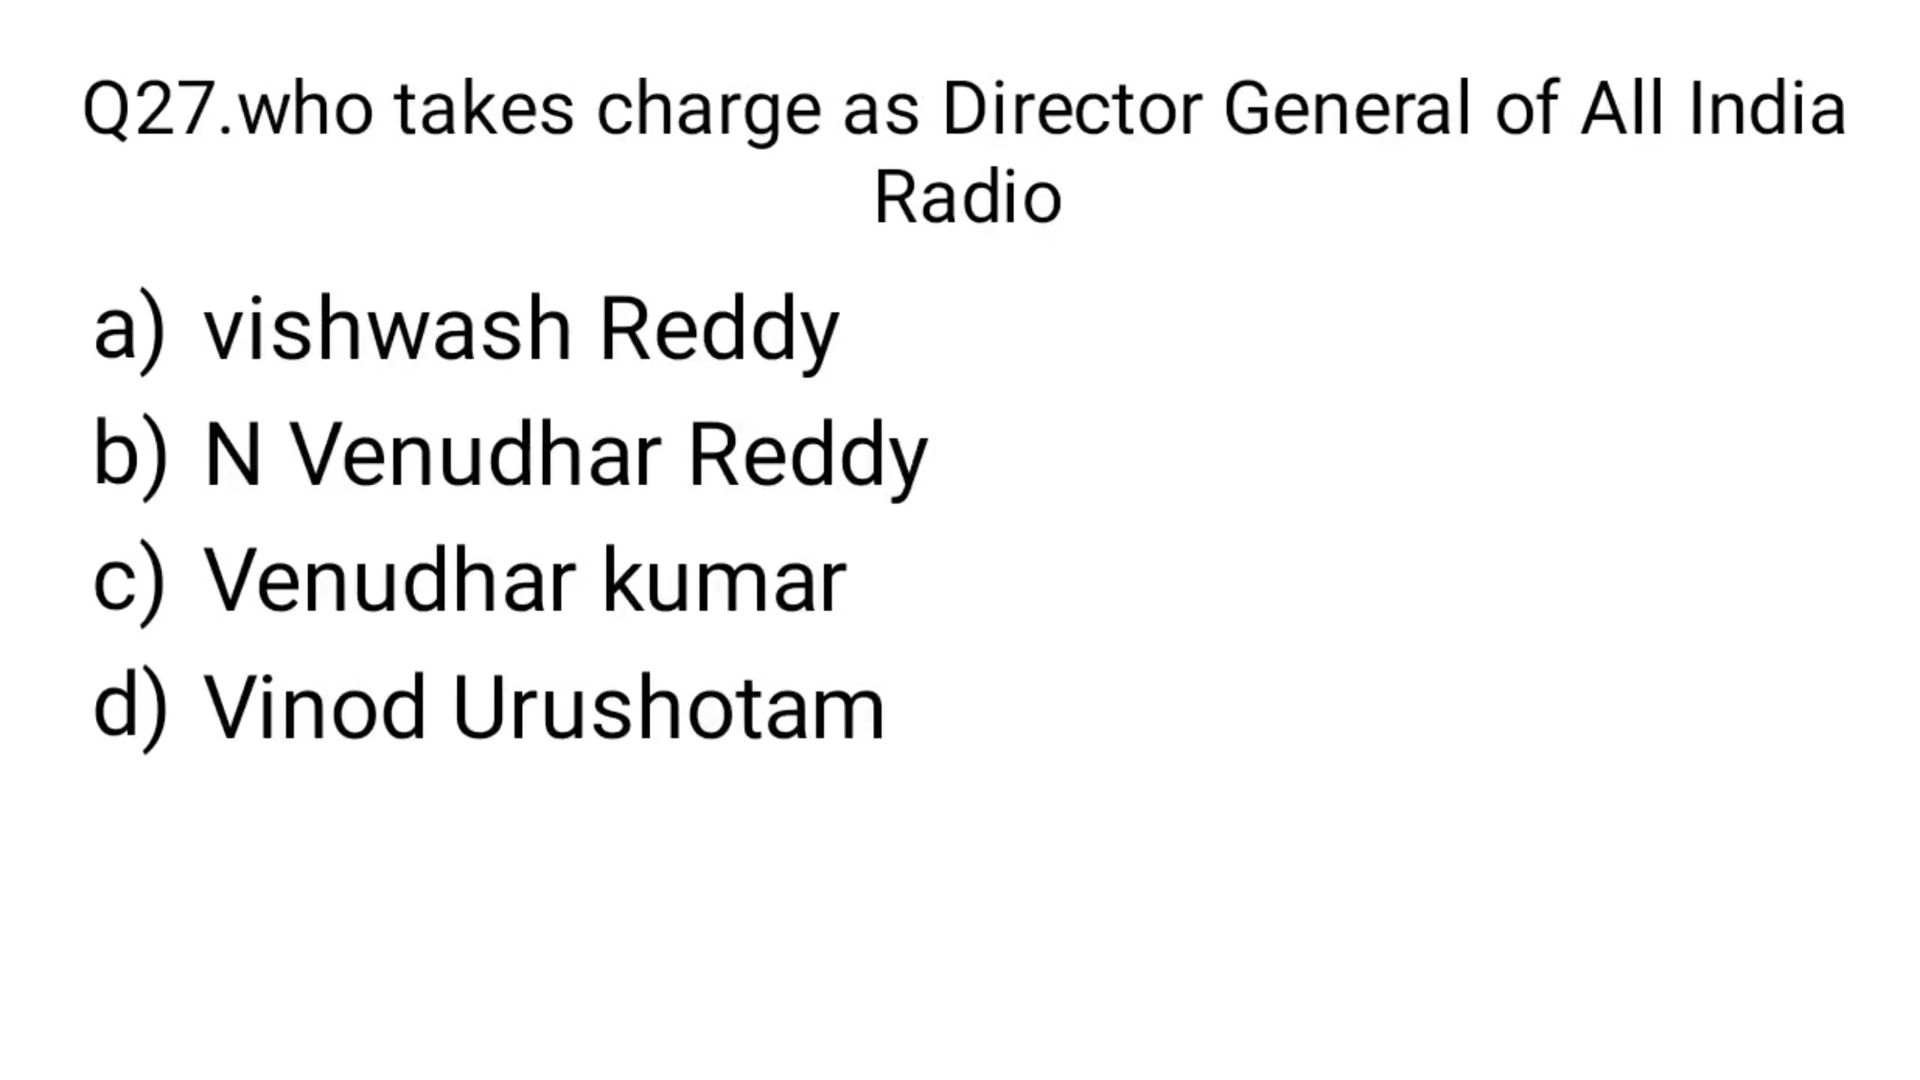 Q27.who takes charge as Director General of All India
Radio
a) vishwash Reddy
b) N Venudhar Reddy
c) Venudhar kumar
d) Vinod Urushotam